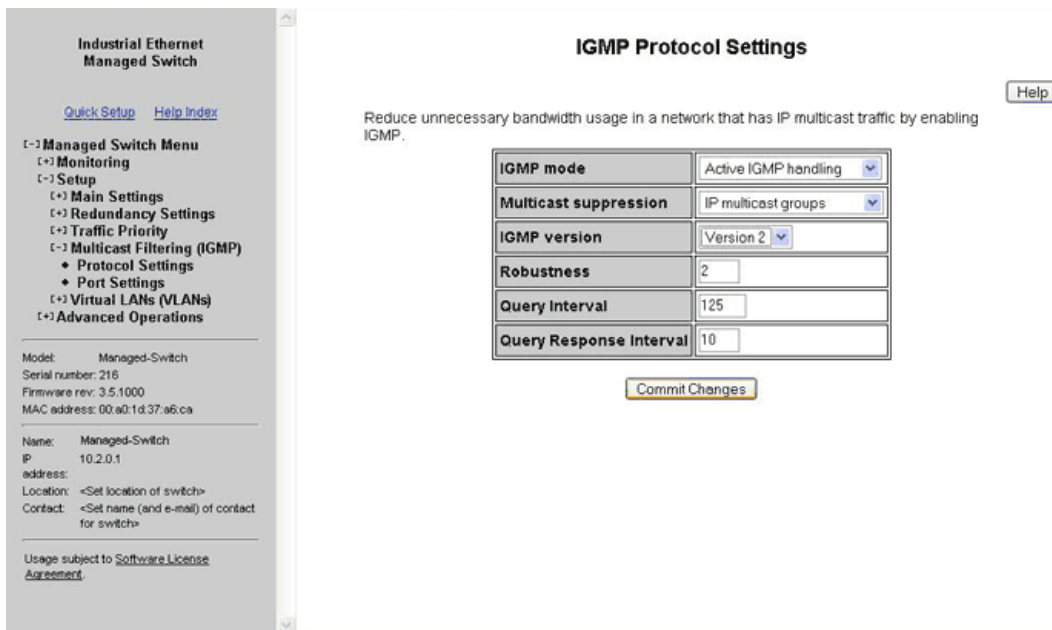 Industrial Ethernet
Managed Switch
Quick Setup Help Index
[-] Managed Switch Menu
[+] Monitoring
[-] Setup
[+] Main Settings
[+] Redundancy Settings
[+] Traffic Priority
[-] Multicast Filtering (IGMP)
◆ Protocol Settings
◆ Port Settings
[+] Virtual LANs (VLANs)
[+] Advanced Operations
Model: Managed-Switch
Serial number: 216
Firmware rev: 3.5.1000
MAC address: 00:a0:1d:37:a6:ca
Name: Managed-Switch
IP address: 10.2.0.1
Location: <Set location of switch>
Contact: <Set name (and e-mail) of contact
for switch>
Usage subject to Software License
Agreement.
IGMP Protocol Settings
Help
Reduce unnecessary bandwidth usage in a network that has IP multicast traffic by enabling
IGMP.
IGMP mode Active IGMP handling
Multicast suppression IP multicast groups
IGMP version Version 2
Robustness 2
Query Interval 125
Query Response Interval 10
Commit Changes